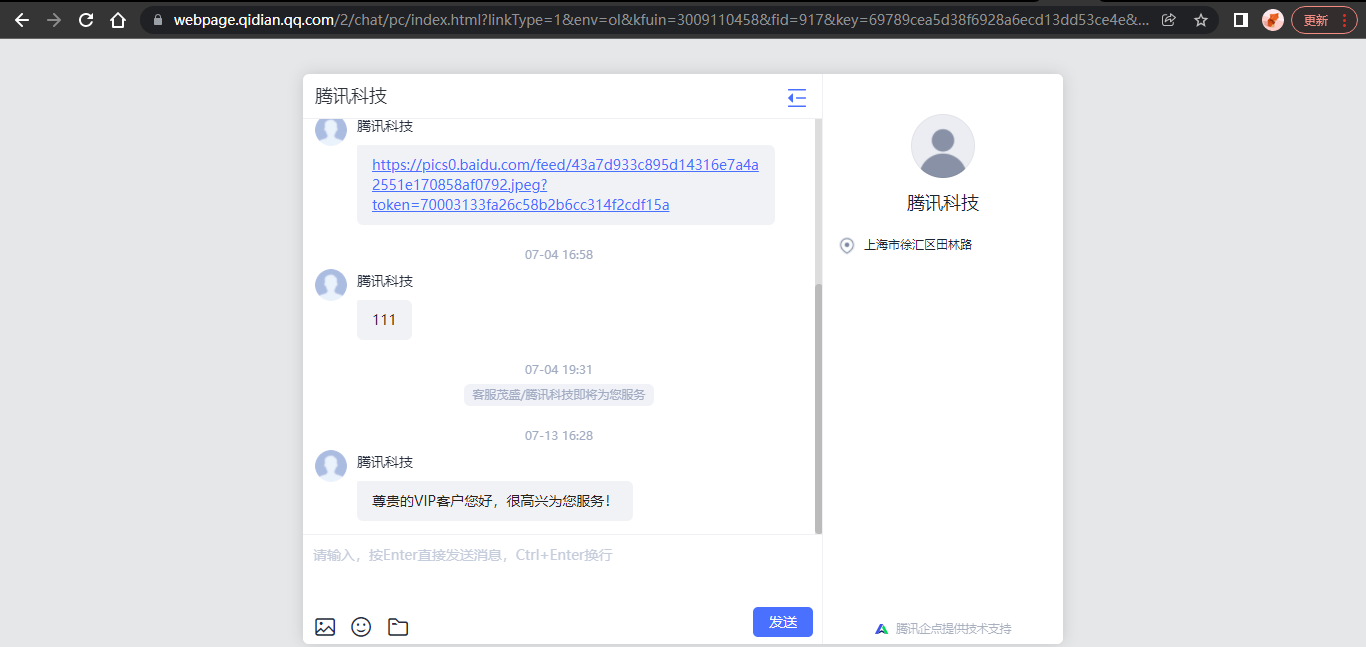 webpage.qidian.qq.com/2/chat/pc/index.html?linkType=1&env=ol&kfuin=3009110458&fid=917&key=69789cea5d38f6928a6ecd13dd53ce4e&...
更新
腾讯科技
腾讯科技
https://pics0.baidu.com/feed/43a7d933c895d14316e7a4a
2551e170858af0792.jpeg?
token=70003133fa26c58b2b6cc314f2cdf15a
07-04 16:58
腾讯科技
111
07-04 19:31
客服茂盛/腾讯科技即将为您服务
07-13 16:28
腾讯科技
尊贵的VIP客户您好，很高兴为您服务！
请输入，按Enter直接发送消息，Ctrl+Enter换行
发送
腾讯科技
上海市徐汇区田林路
腾讯企点提供技术支持